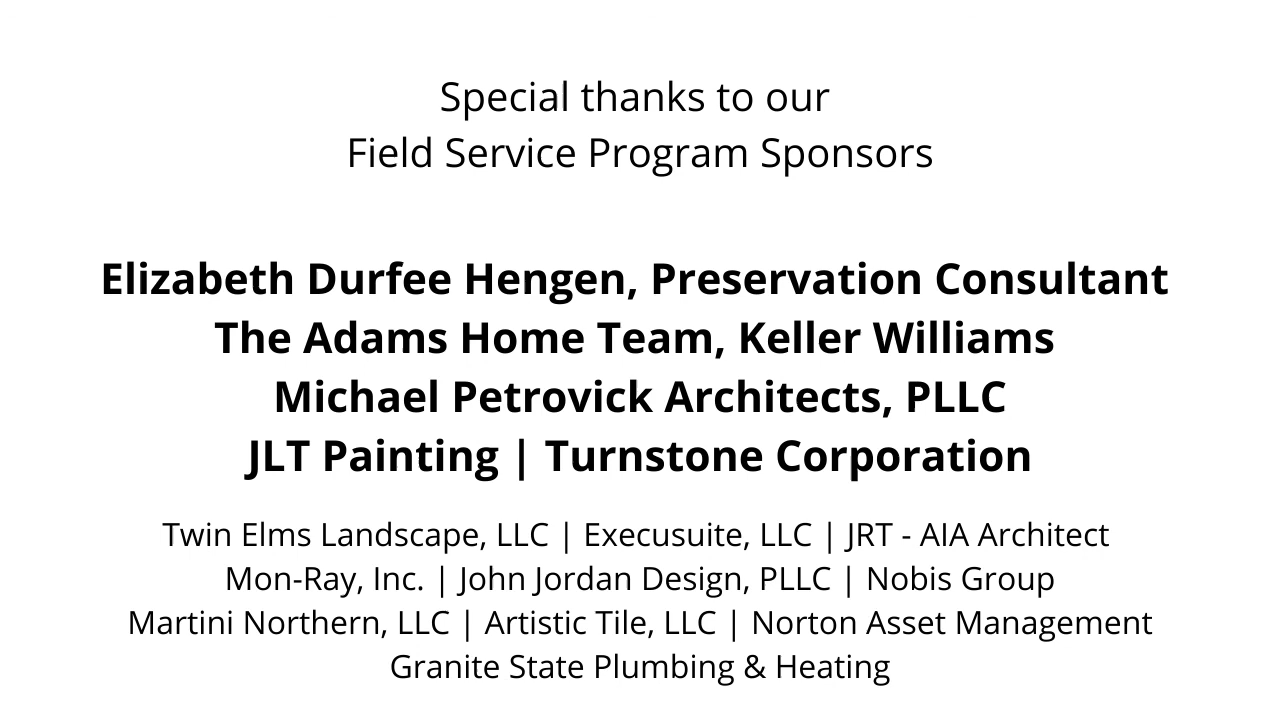 Special thanks to our
Field Service Program Sponsors
Elizabeth Durfee Hengen, Preservation Consultant
The Adams Home Team, Keller Williams
Michael Petrovick Architects, PLLC
JLT Painting | Turnstone Corporation
Twin Elms Landscape, LLC | Execusuite, LLC | JRT - AIA Architect
Mon-Ray, Inc. | John Jordan Design, PLLC | Nobis Group
Martini Northern, LLC | Artistic Tile, LLC | Norton Asset Management
Granite State Plumbing & Heating